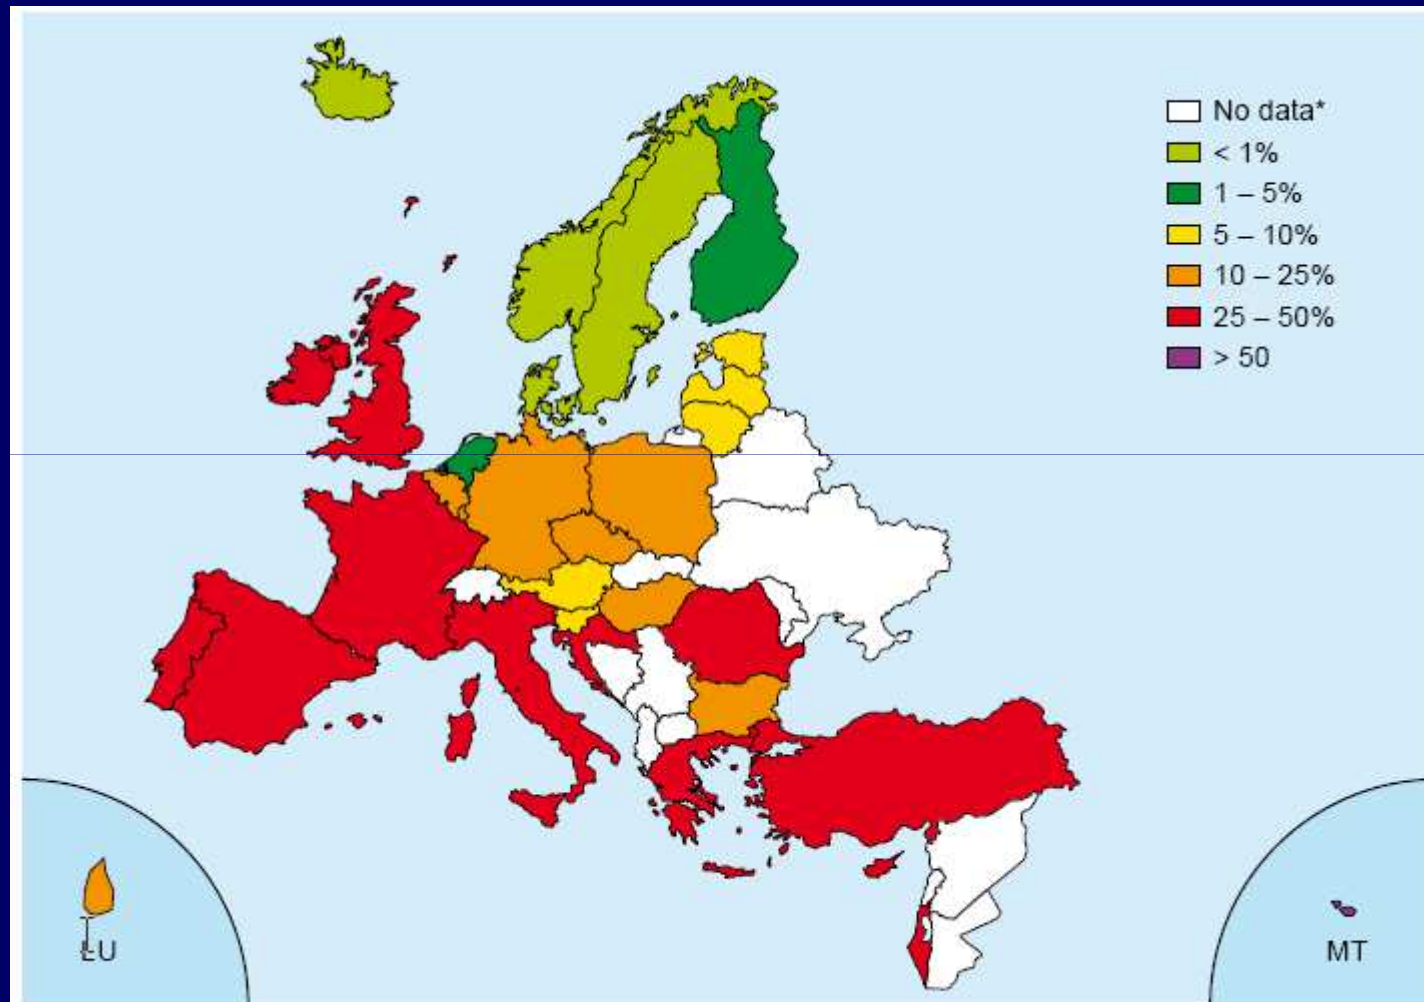 No data*
< 1%
1 – 5%
5 – 10%
10 – 25%
25 – 50%
> 50
LU
MT